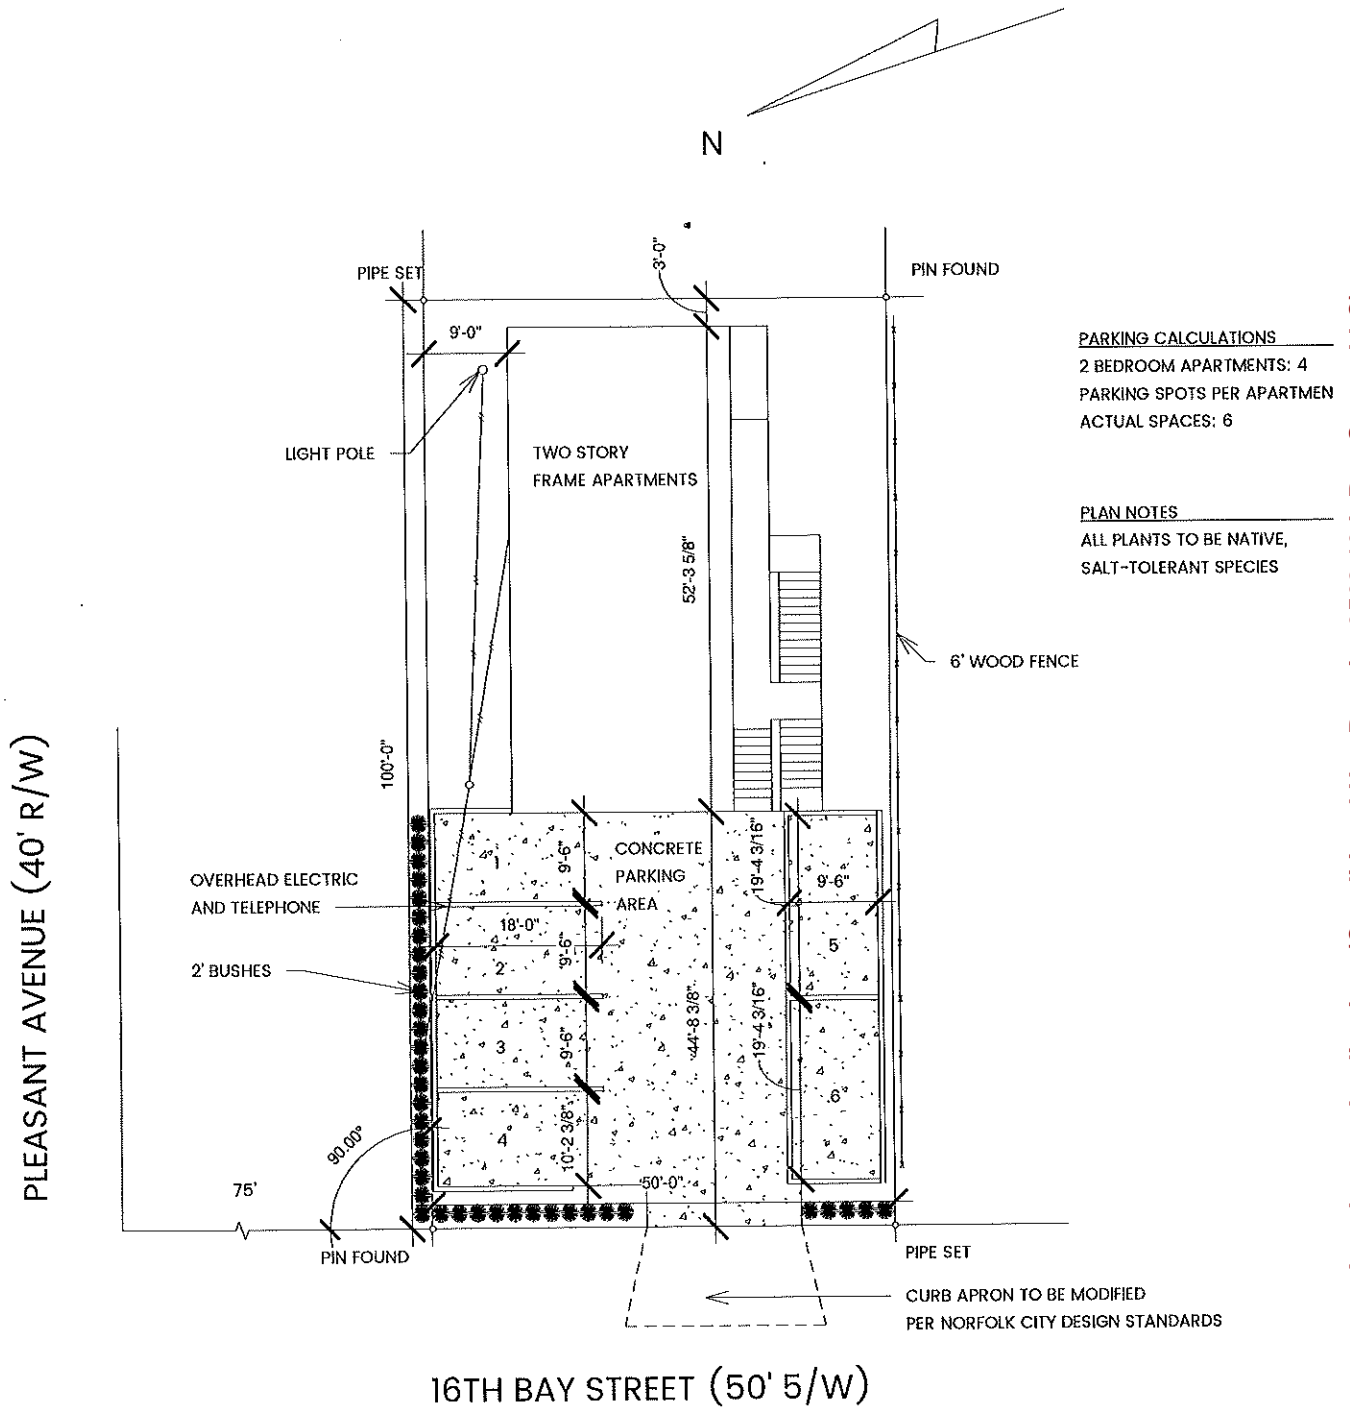 N
3'-0"
PIPE SET
PIN FOUND
9'-0"
PARKING CALCULATIONS
2 BEDROOM APARTMENTS: 4
PARKING SPOTS PER APARTMEN
ACTUAL SPACES: 6
LIGHT POLE
TWO STORY
FRAME APARTMENTS
PLAN NOTES
ALL PLANTS TO BE NATIVE,
SALT-TOLERANT SPECIES
52'-3 5/8"
6' WOOD FENCE
100'-0"
PLEASANT AVENUE (40' R/W)
1
9'-6"
CONCRETE
PARKING
AREA
19'-4 3/16"
9'-6"
OVERHEAD ELECTRIC
AND TELEPHONE
18'-0"
9'-6"
5
2
2' BUSHES
44'-8 3/8"
19'-4 3/16"
3
9'-6"
6
4
10'-2 3/8"
90.00°
75'
50'-0"
PIN FOUND
PIPE SET
CURB APRON TO BE MODIFIED
PER NORFOLK CITY DESIGN STANDARDS
16TH BAY STREET (50' 5/W)